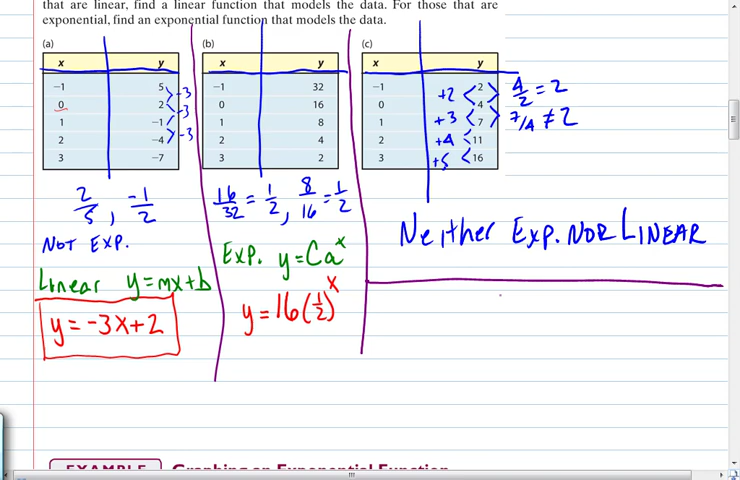 that are linear, find a linear function that models the data. For those that are
exponential, find an exponential function that models the data.
(a)
x y
−1 5
0 2
1 −1
2 −4
3 −7
-3
-3
-3
2/5 , -1/2
NOT EXP.
Linear y=mx+b
y=-3x+2
(b)
x y
−1 32
0 16
1 8
2 4
3 2
16/32 = 1/2 , 8/16 = 1/2
EXP. y=Ca^x
y=16(1/2)^x
(c)
x y
−1 2
0 4
1 7
2 11
3 16
+2
+3
+4
+5
4/2 = 2
7/4 ≠ 2
Neither EXP. NOR LINEAR
EXAMPLE Graphing an Exponential Function